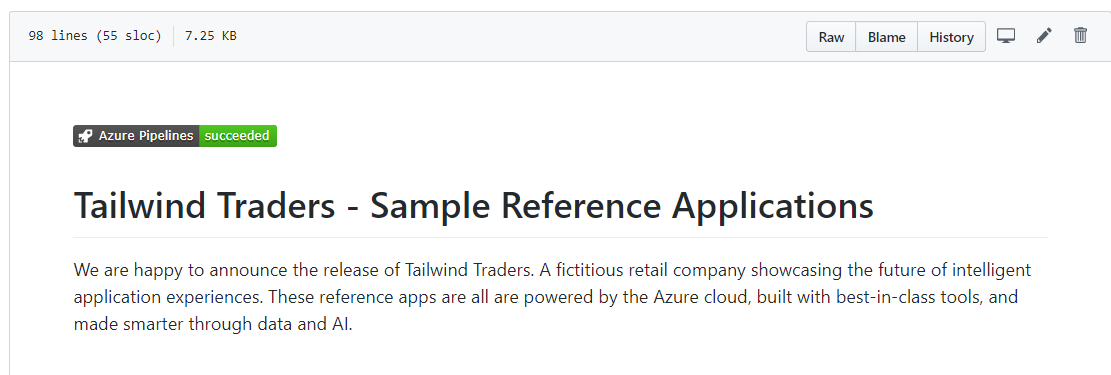 98 lines (55 sloc) 7.25 KB Raw Blame History
Azure Pipelines succeeded
Tailwind Traders - Sample Reference Applications
We are happy to announce the release of Tailwind Traders. A fictitious retail company showcasing the future of intelligent
application experiences. These reference apps are all are powered by the Azure cloud, built with best-in-class tools, and
made smarter through data and AI.